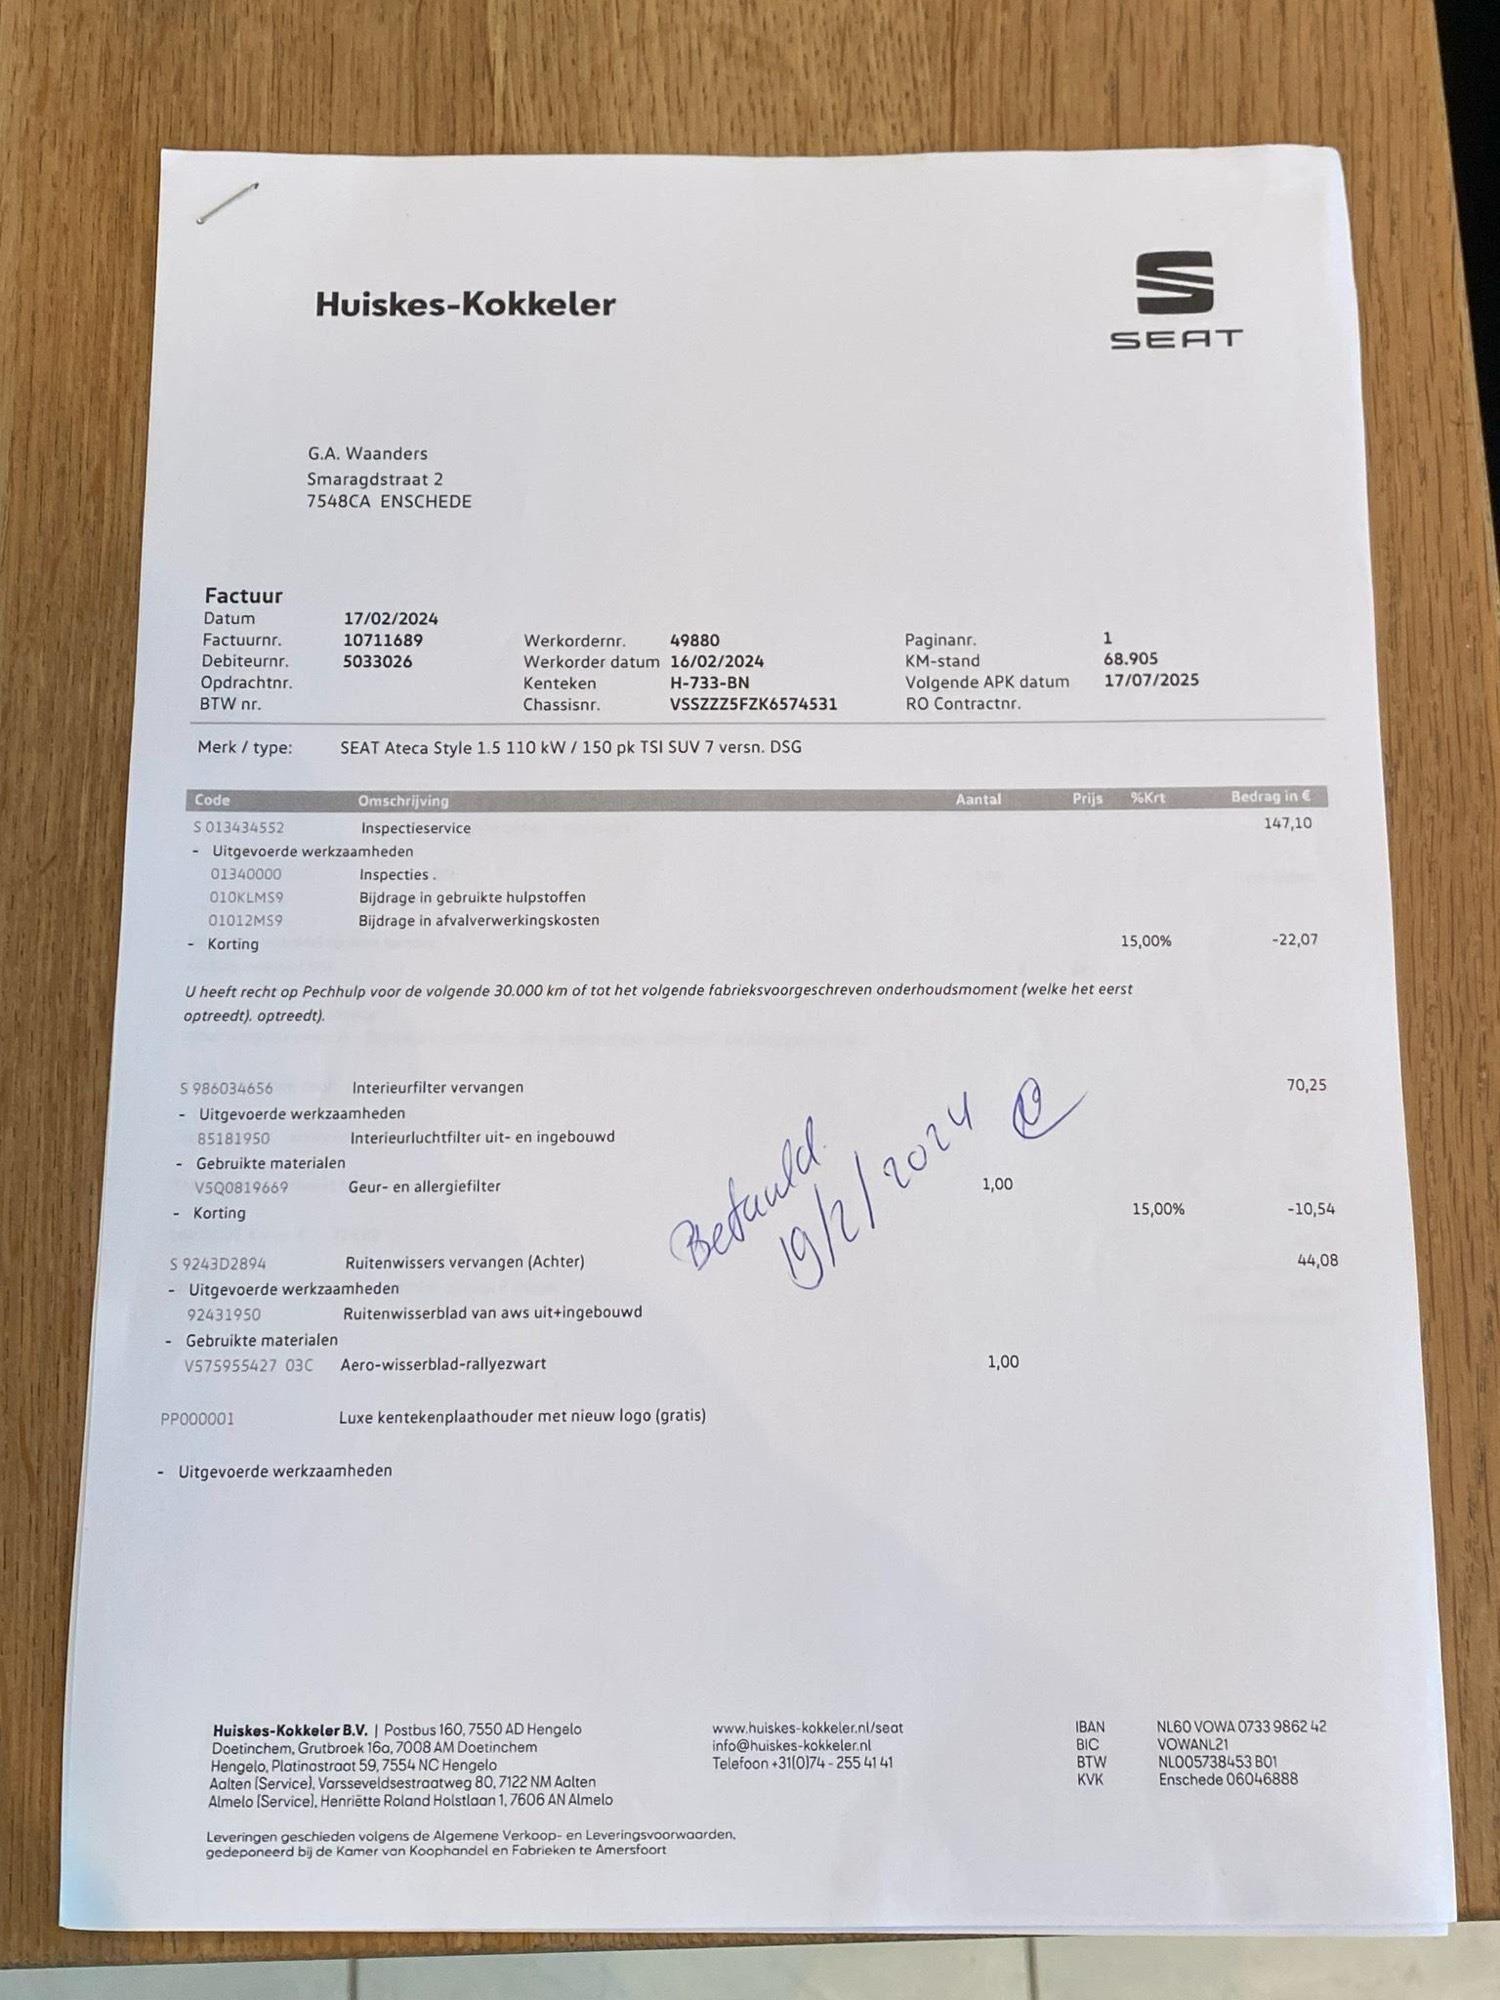 Huiskes-Kokkeler
SEAT
G.A. Waanders
Smaragdstraat 2
7548CA ENSCHEDE
Factuur
Datum 17/02/2024
Factuurnr. 10711689 Werkordernr. 49880 Paginanr. 1
Debiteurnr. 5033026 Werkorder datum 16/02/2024 KM-stand 68.905
Opdrachtnr. Kenteken H-733-BN Volgende APK datum 17/07/2025
BTW nr. Chassisnr. VSSZZZ5FZK6574531 RO Contractnr.
Merk / type: SEAT Ateca Style 1.5 110 kW / 150 pk TSI SUV 7 versn. DSG
Code Omschrijving Aantal Prijs %Krt Bedrag in €
S 013434552 Inspectieservice 147,10
- Uitgevoerde werkzaamheden
01340000 Inspecties .
010KLMS9 Bijdrage in gebruikte hulpstoffen
01012MS9 Bijdrage in afvalverwerkingskosten
- Korting 15,00% -22,07
U heeft recht op Pechhulp voor de volgende 30.000 km of tot het volgende fabrieksvoorgeschreven onderhoudsmoment (welke het eerst
optreedt). optreedt).
S 986034656 Interieurfilter vervangen 70,25
- Uitgevoerde werkzaamheden
85181950 Interieurluchtfilter uit- en ingebouwd
- Gebruikte materialen
V5Q0819669 Geur- en allergiefilter 1,00
- Korting 15,00% -10,54
Betaald.
19/2/2024
S 9243D2894 Ruitenwissers vervangen (Achter) 44,08
- Uitgevoerde werkzaamheden
92431950 Ruitenwisserblad van aws uit+ingebouwd
- Gebruikte materialen
V575955427 03C Aero-wisserblad-rallyezwart 1,00
PP000001 Luxe kentekenplaathouder met nieuw logo (gratis)
- Uitgevoerde werkzaamheden
Huiskes-Kokkeler B.V. | Postbus 160, 7550 AD Hengelo www.huiskes-kokkeler.nl/seat IBAN NL60 VOWA 0733 9862 42
Doetinchem, Grutbroek 16a, 7008 AM Doetinchem info@huiskes-kokkeler.nl BIC VOWANL21
Hengelo, Platinastraat 59, 7554 NC Hengelo Telefoon +31(0)74 - 255 41 41 BTW NL005738453 B01
Aalten (Service), Varsseveldsestraatweg 80, 7122 NM Aalten KVK Enschede 06046888
Almelo (Service), Henriëtte Roland Holstlaan 1, 7606 AN Almelo
Leveringen geschieden volgens de Algemene Verkoop- en Leveringsvoorwaarden,
gedeponeerd bij de Kamer van Koophandel en Fabrieken te Amersfoort